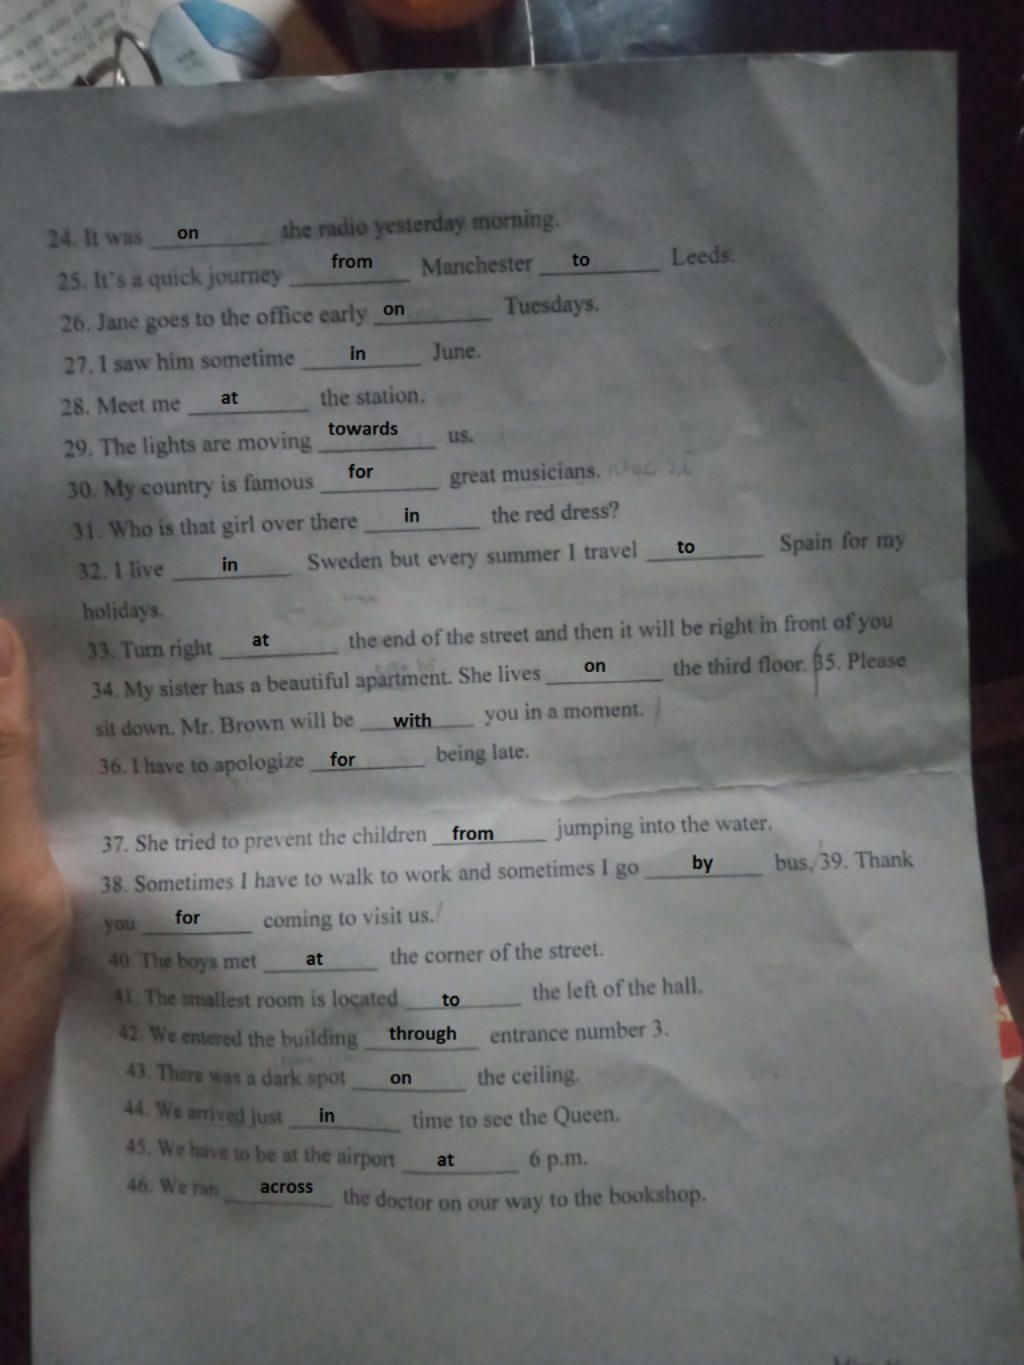 24. It was on the radio yesterday morning.
25. It's a quick journey from Manchester to Leeds.
26. Jane goes to the office early on Tuesdays.
27. I saw him sometime in June.
28. Meet me at the station.
29. The lights are moving towards us.
30. My country is famous for great musicians.
31. Who is that girl over there in the red dress?
32. I live in Sweden but every summer I travel to Spain for my
holidays.
33. Turn right at the end of the street and then it will be right in front of you
34. My sister has a beautiful apartment. She lives on the third floor. 35. Please
sit down. Mr. Brown will be with you in a moment.
36. I have to apologize for being late.
37. She tried to prevent the children from jumping into the water.
38. Sometimes I have to walk to work and sometimes I go by bus. 39. Thank
you for coming to visit us.
40. The boys met at the corner of the street.
41. The smallest room is located to the left of the hall.
42. We entered the building through entrance number 3.
43. There was a dark spot on the ceiling.
44. We arrived just in time to see the Queen.
45. We have to be at the airport at 6 p.m.
46. We ran across the doctor on our way to the bookshop.